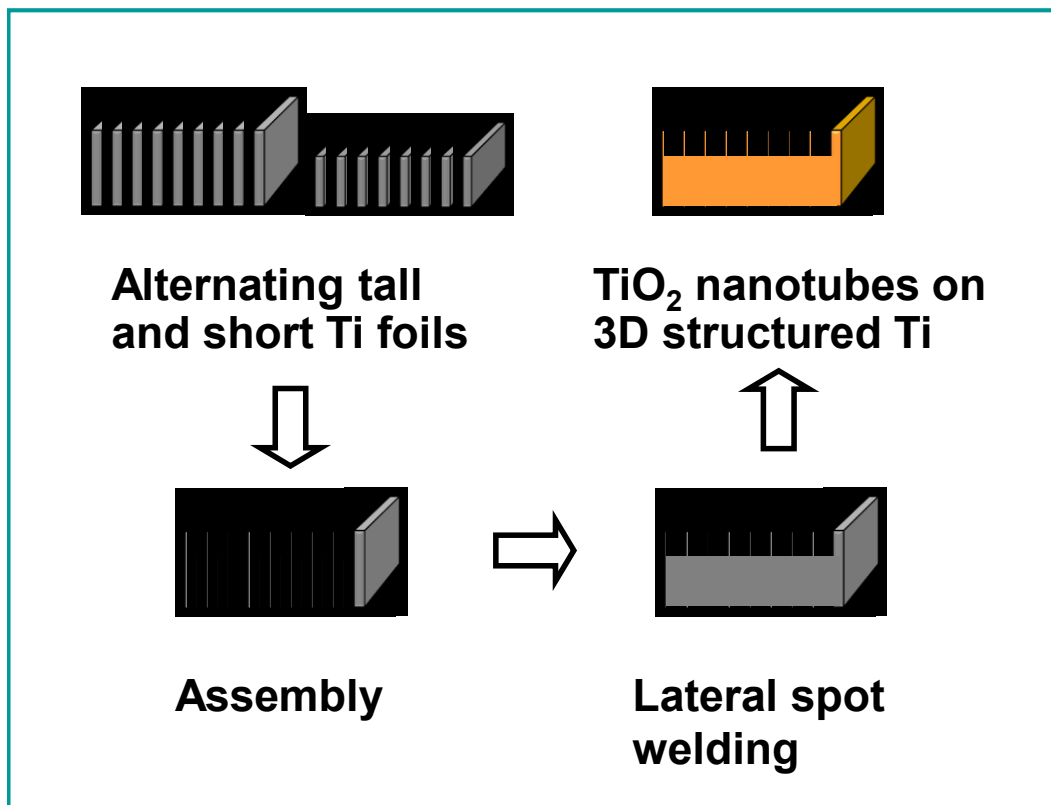 Alternating tall
and short Ti foils
TiO₂ nanotubes on
3D structured Ti
Assembly
Lateral spot
welding